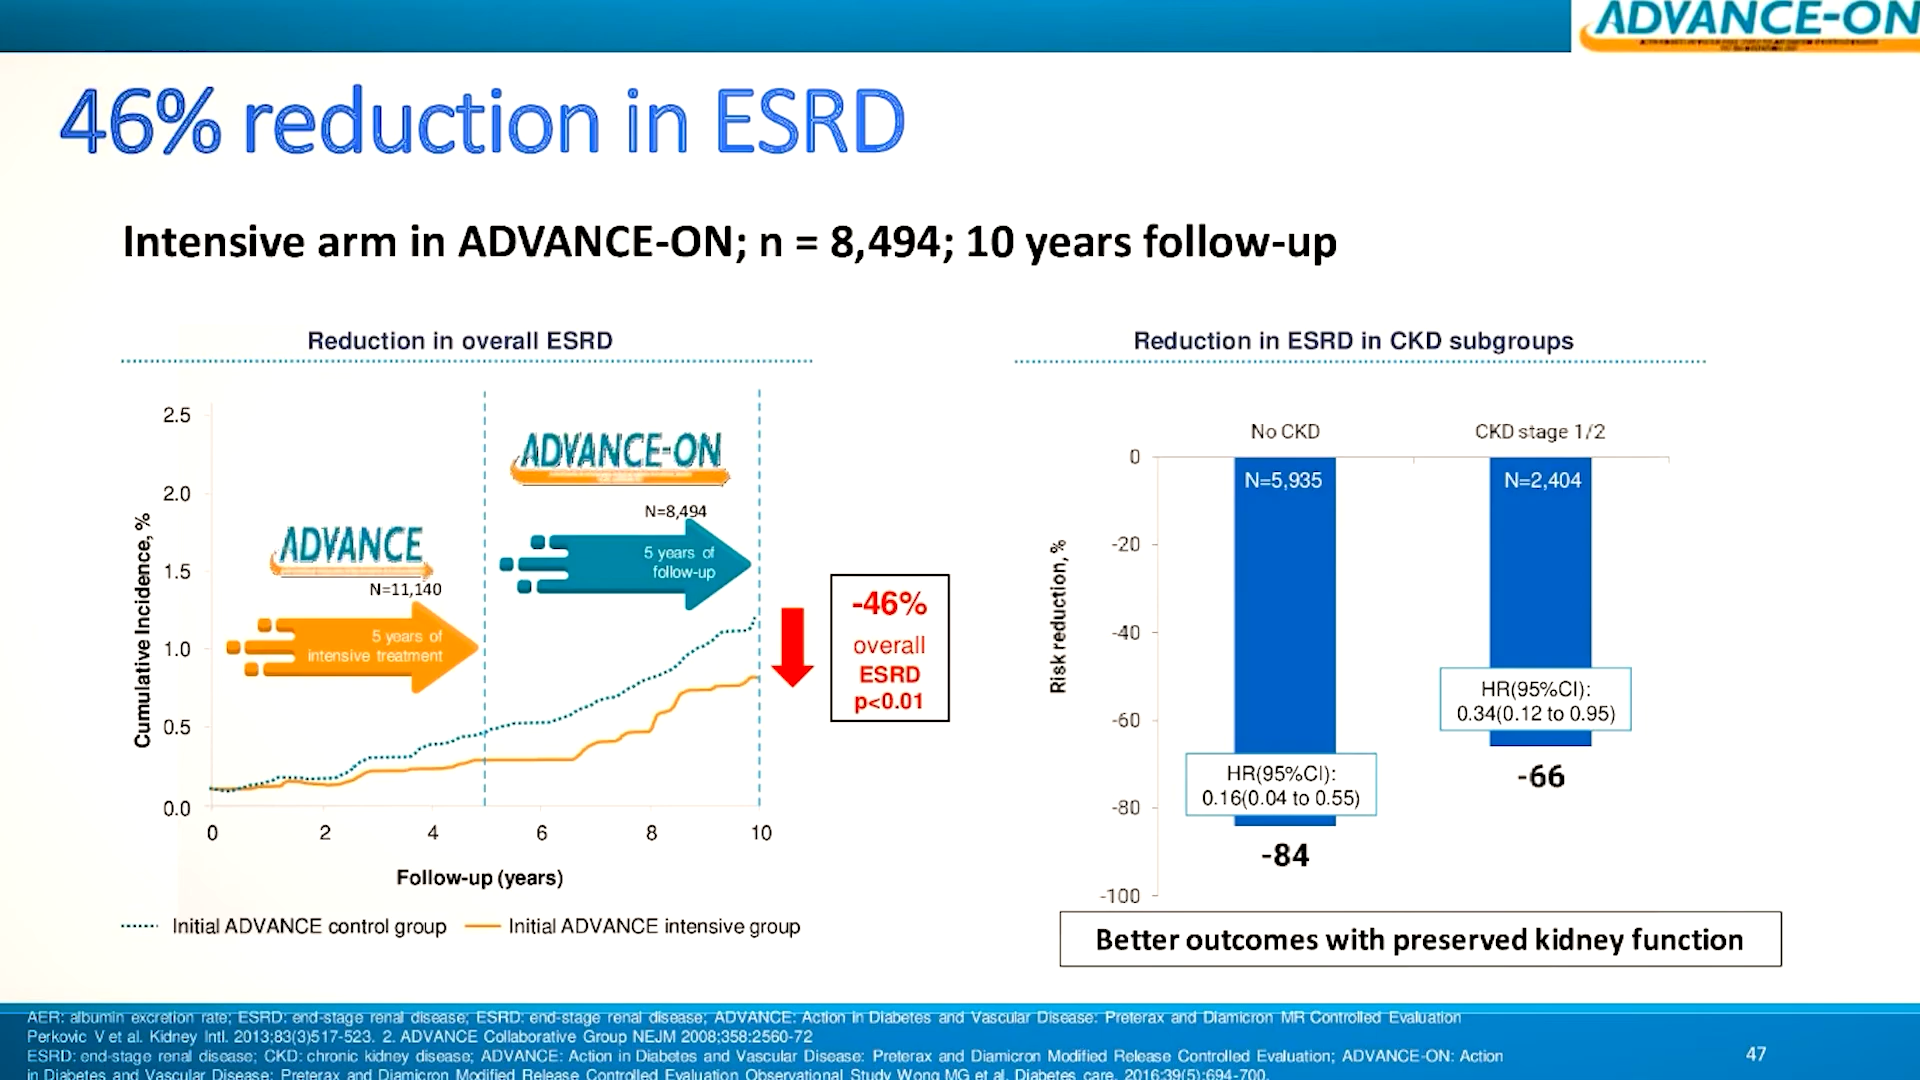 ADVANCE-ON
46% reduction in ESRD
Intensive arm in ADVANCE-ON; n = 8,494; 10 years follow-up
Reduction in overall ESRD
2.5
2.0
1.5
1.0
0.5
0.0
Cumulative Incidence, %
ADVANCE
N=11,140
5 years of
intensive treatment
ADVANCE-ON
N=8,494
5 years of
follow-up
0 2 4 6 8 10
Follow-up (years)
Initial ADVANCE control group Initial ADVANCE intensive group
-46%
overall
ESRD
p<0.01
Reduction in ESRD in CKD subgroups
No CKD CKD stage 1/2
0
-20
-40
-60
-80
-100
Risk reduction, %
N=5,935 N=2,404
HR(95%CI):
0.34(0.12 to 0.95)
-66
HR(95%CI):
0.16(0.04 to 0.55)
-84
Better outcomes with preserved kidney function
AER: albumin excretion rate; ESRD: end-stage renal disease; ESRD: end-stage renal disease; ADVANCE: Action in Diabetes and Vascular Disease: Preterax and Diamicron MR Controlled Evaluation
Perkovic V et al. Kidney Intl. 2013;83(3)517-523. 2. ADVANCE Collaborative Group NEJM 2008;358:2560-72
ESRD: end-stage renal disease; CKD: chronic kidney disease; ADVANCE: Action in Diabetes and Vascular Disease: Preterax and Diamicron Modified Release Controlled Evaluation; ADVANCE-ON: Action
in Diabetes and Vascular Disease: Preterax and Diamicron Modified Release Controlled Evaluation Observational Study Wong MG et al. Diabetes care. 2016;39(5):694-700.
47